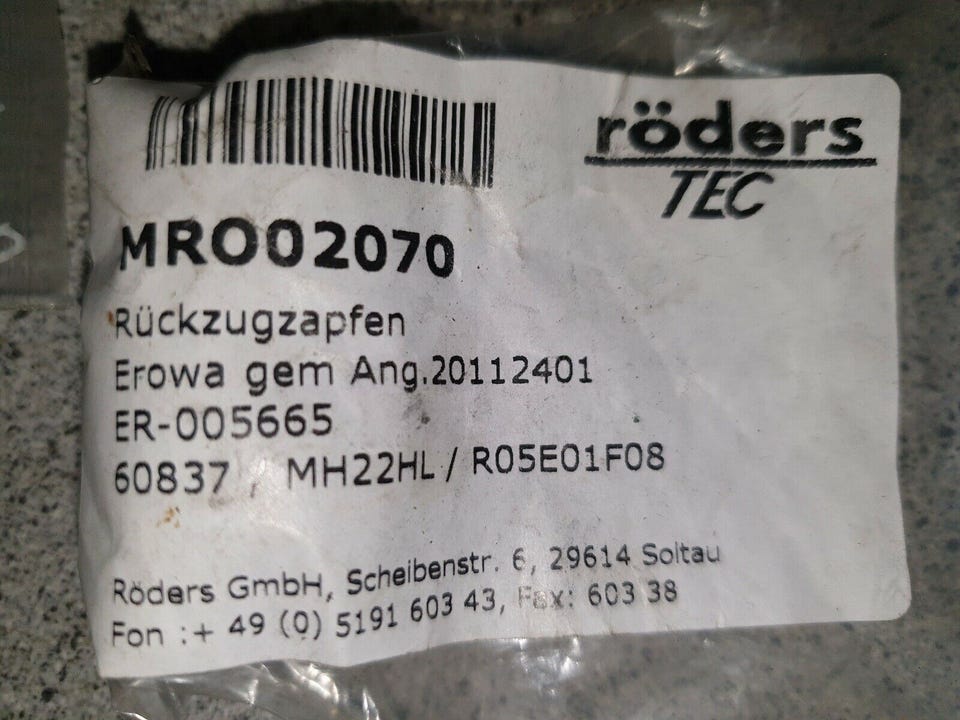 röders
TEC
MRO02070
Rückzugzapfen
Erowa gem Ang.20112401
ER-005665
60837 , MH22HL / R05E01F08
Röders GmbH, Scheibenstr. 6, 29614 Soltau
Fon :+ 49 (0) 5191 603 43, Fax: 603 38